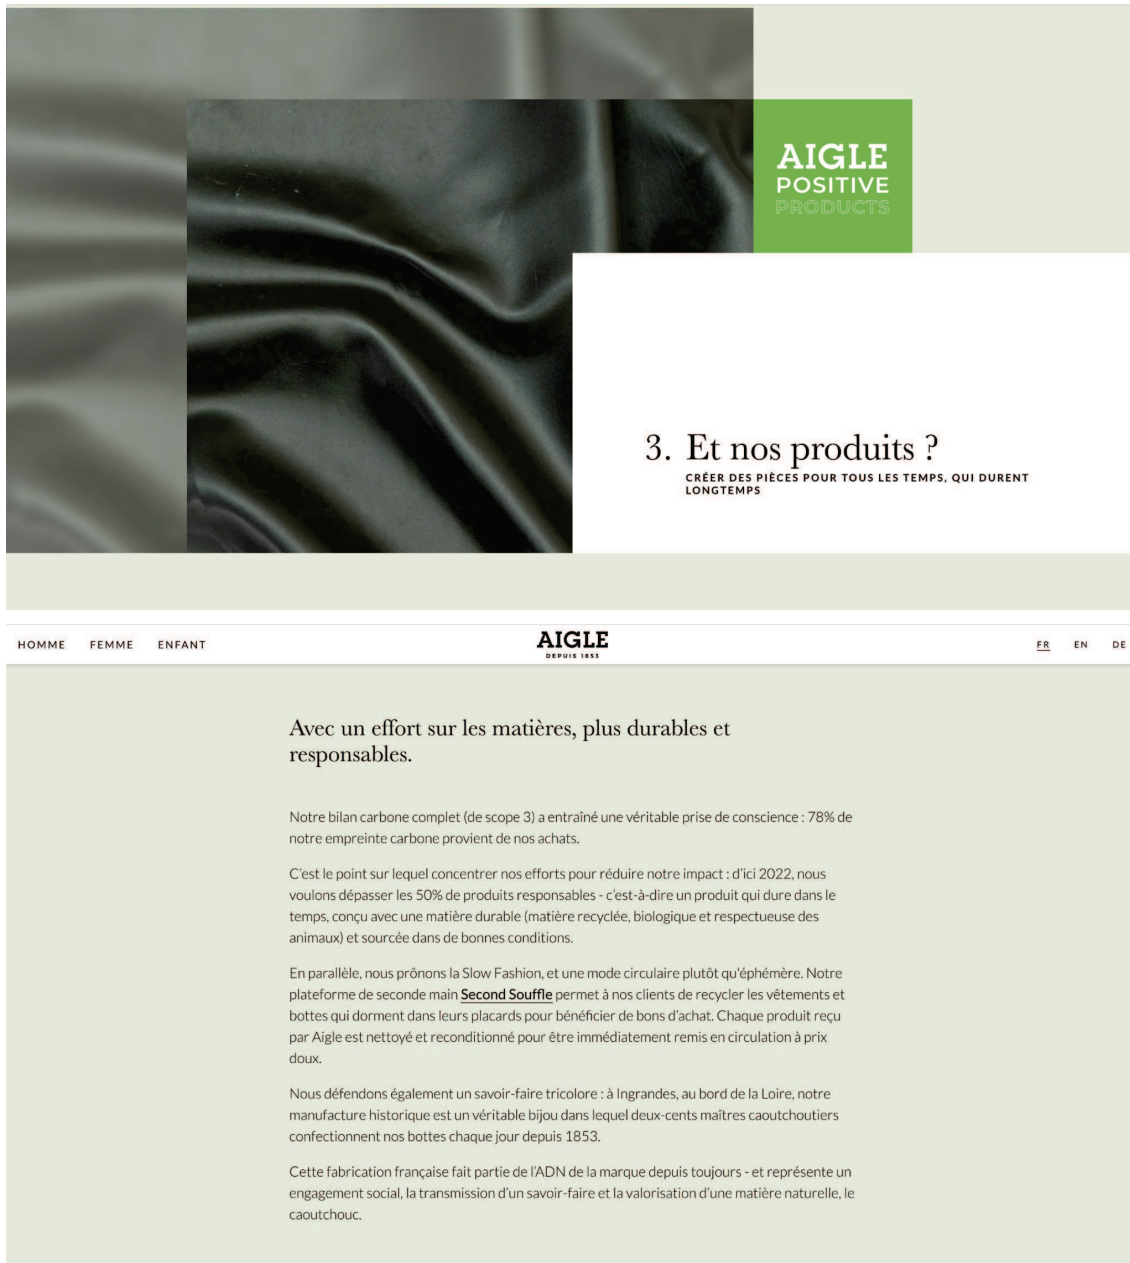 AIGLE
POSITIVE
PRODUCTS
3. Et nos produits ?
CRÉER DES PIÈCES POUR TOUS LES TEMPS, QUI DURENT
LONGTEMPS
HOMME FEMME ENFANT AIGLE FR EN DE
DEPUIS 1853
Avec un effort sur les matières, plus durables et
responsables.
Notre bilan carbone complet (de scope 3) a entraîné une véritable prise de conscience : 78% de
notre empreinte carbone provient de nos achats.
C'est le point sur lequel concentrer nos efforts pour réduire notre impact : d'ici 2022, nous
voulons dépasser les 50% de produits responsables - c'est-à-dire un produit qui dure dans le
temps, conçu avec une matière durable (matière recyclée, biologique et respectueuse des
animaux) et sourcée dans de bonnes conditions.
En parallèle, nous prônons la Slow Fashion, et une mode circulaire plutôt qu'éphémère. Notre
plateforme de seconde main Second Souffle permet à nos clients de recycler les vêtements et
bottes qui dorment dans leurs placards pour bénéficier de bons d'achat. Chaque produit reçu
par Aigle est nettoyé et reconditionné pour être immédiatement remis en circulation à prix
doux.
Nous défendons également un savoir-faire tricolore : à Ingrandes, au bord de la Loire, notre
manufacture historique est un véritable bijou dans lequel deux-cents maîtres caoutchoutiers
confectionnent nos bottes chaque jour depuis 1853.
Cette fabrication française fait partie de l'ADN de la marque depuis toujours - et représente un
engagement social, la transmission d'un savoir-faire et la valorisation d'une matière naturelle, le
caoutchouc.